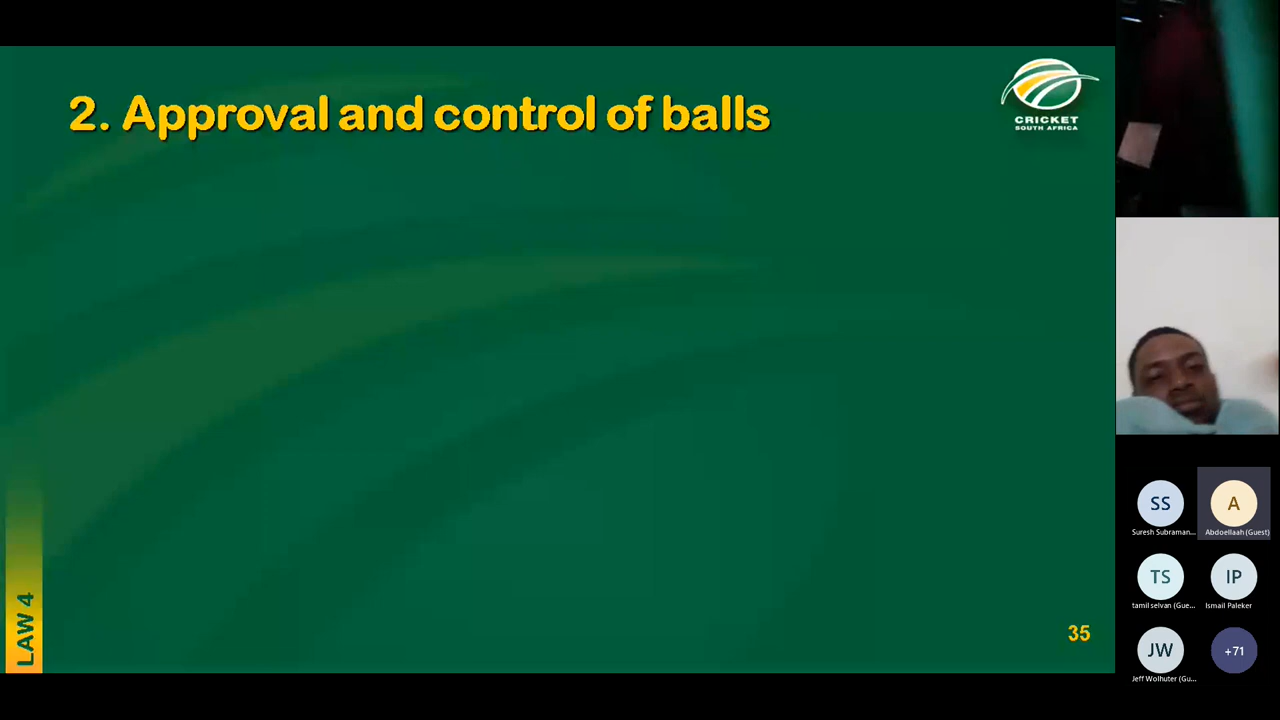 2. Approval and control of balls
CRICKET
SOUTH AFRICA
LAW 4
35
SS
Suresh Subraman...
A
Abdoellaah (Guest)
TS
tamil selvan (Gue...
IP
Ismail Paleker
JW
Jeff Wolhuter (Gu...
+71